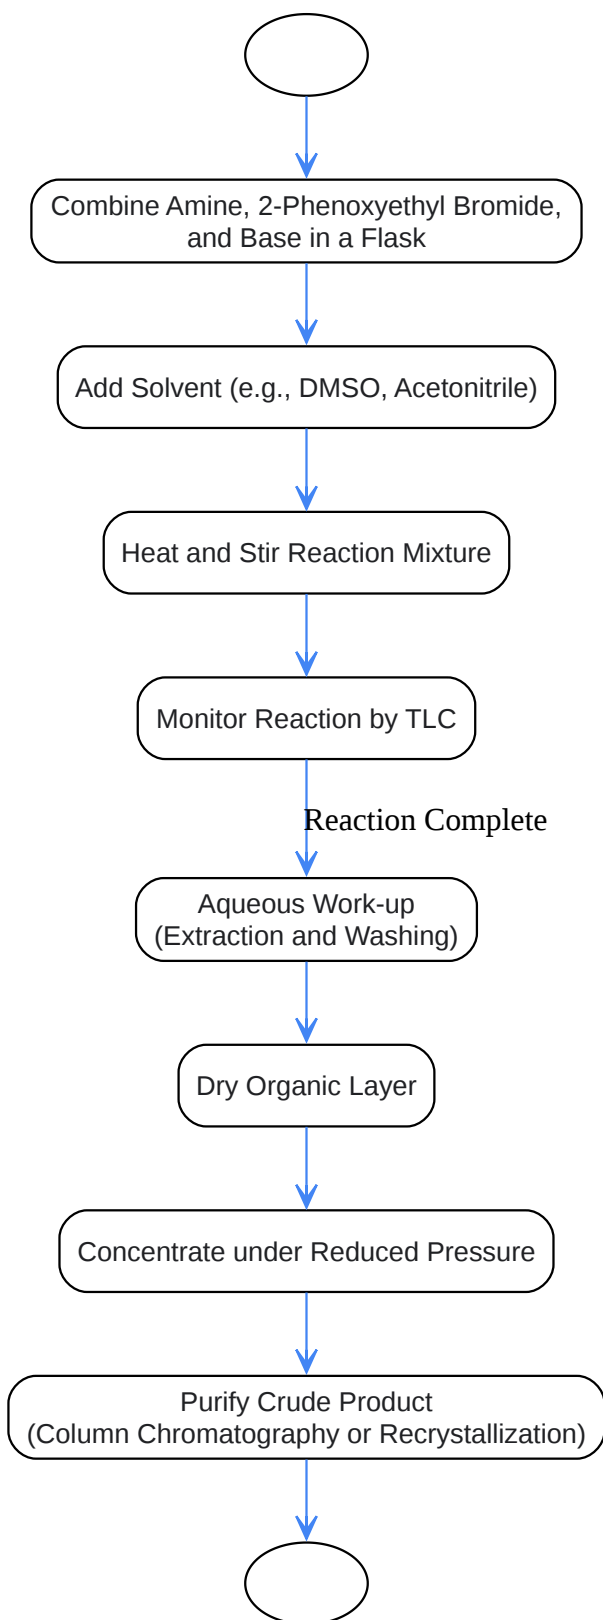 Combine Amine, 2-Phenoxyethyl Bromide,
and Base in a Flask
Add Solvent (e.g., DMSO, Acetonitrile)
Heat and Stir Reaction Mixture
Monitor Reaction by TLC
Reaction Complete
Aqueous Work-up
(Extraction and Washing)
Dry Organic Layer
Concentrate under Reduced Pressure
Purify Crude Product
(Column Chromatography or Recrystallization)